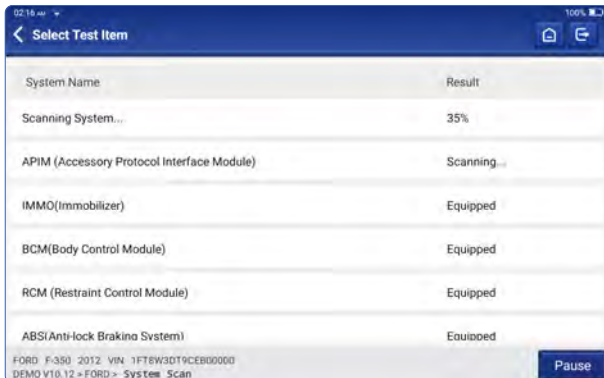 02:16 AM
100%
Select Test Item
System Name Result
Scanning System... 35%
APIM (Accessory Protocol Interface Module) Scanning...
IMMO(Immobilizer) Equipped
BCM(Body Control Module) Equipped
RCM (Restraint Control Module) Equipped
ABS(Anti-lock Braking System) Equipped
FORD F-350 2012 VIN 1FT8W3DT9CEB00000
DEMO V10.12 > FORD > System Scan
Pause